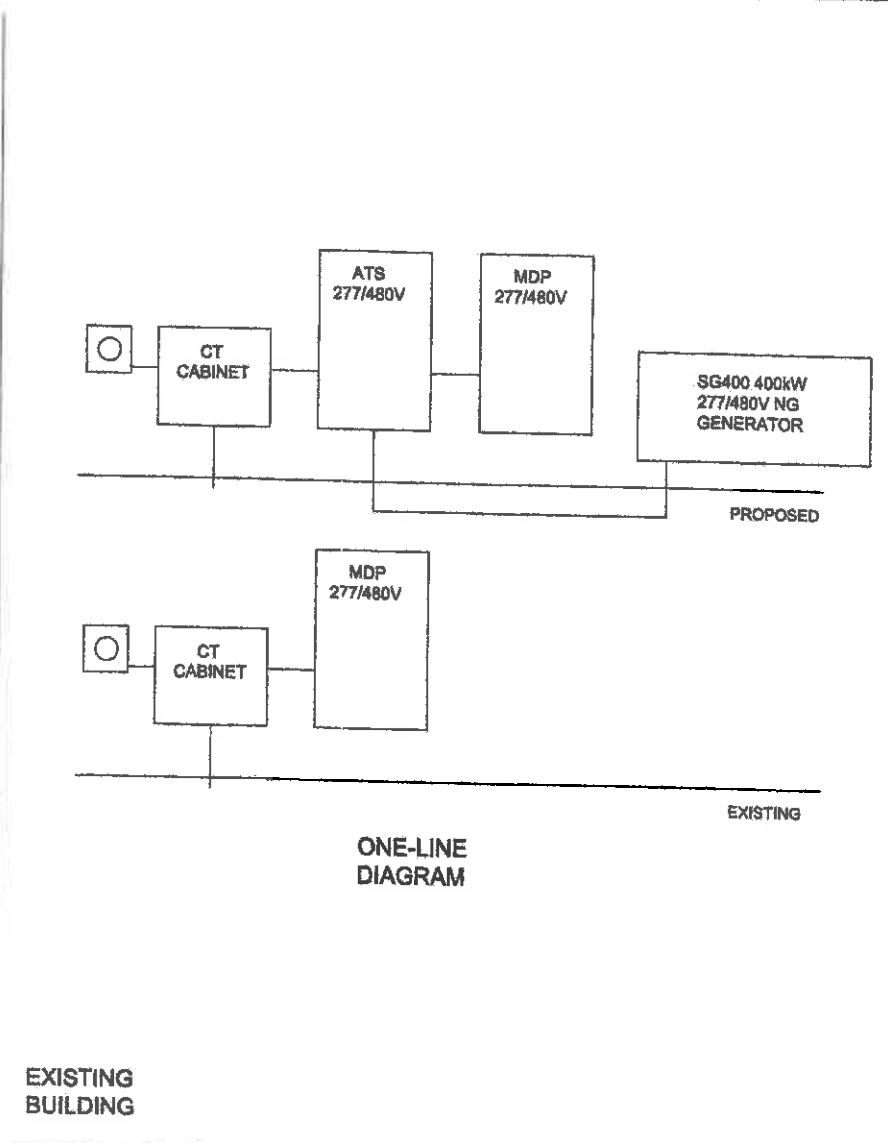 ATS
277/480V
MDP
277/480V
CT
CABINET
SG400 400kW
277/480V NG
GENERATOR
PROPOSED
MDP
277/480V
CT
CABINET
EXISTING
ONE-LINE
DIAGRAM
EXISTING
BUILDING